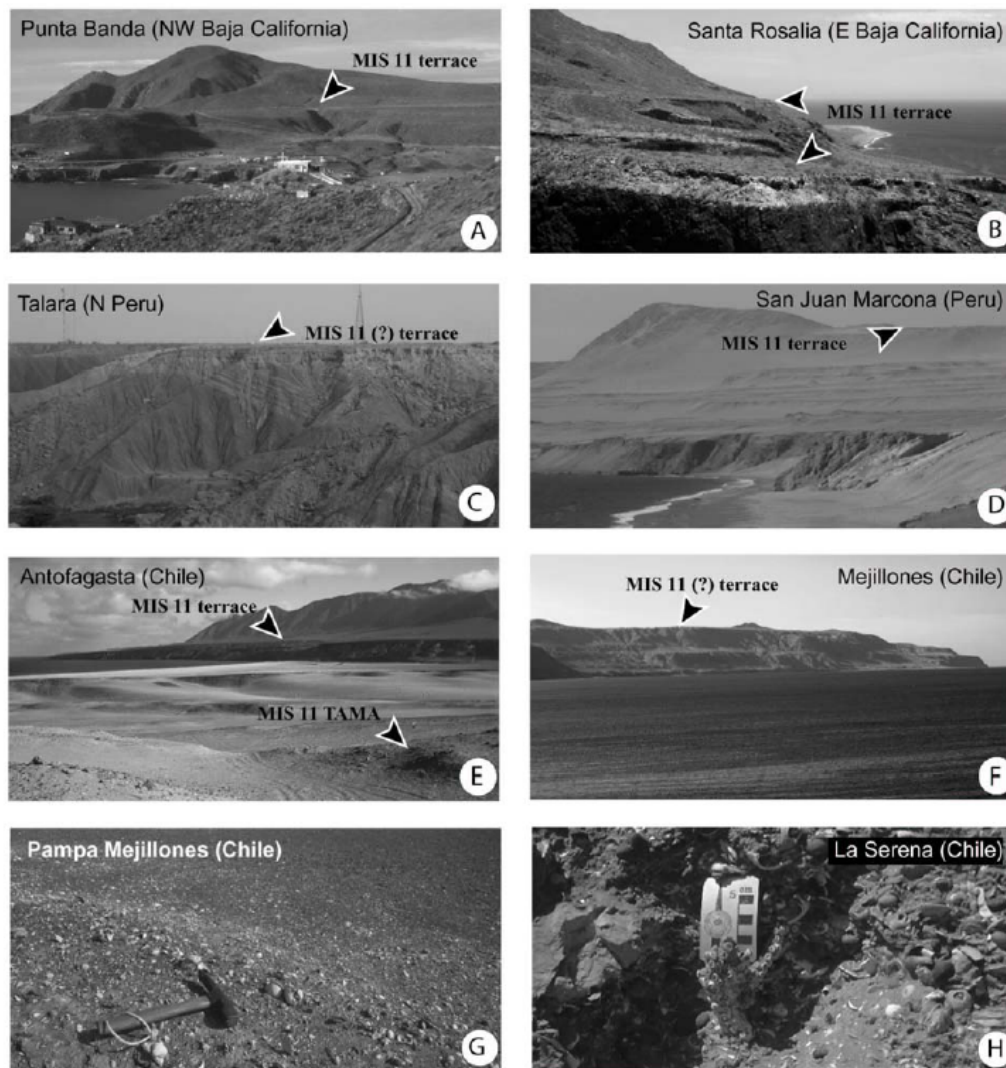 Punta Banda (NW Baja California)
MIS 11 terrace
A
Santa Rosalia (E Baja California)
MIS 11 terrace
B
Talara (N Peru)
MIS 11 (?) terrace
C
San Juan Marcona (Peru)
MIS 11 terrace
D
Antofagasta (Chile)
MIS 11 terrace
MIS 11 TAMA
E
Mejillones (Chile)
MIS 11 (?) terrace
F
Pampa Mejillones (Chile)
G
La Serena (Chile)
cm
5
H